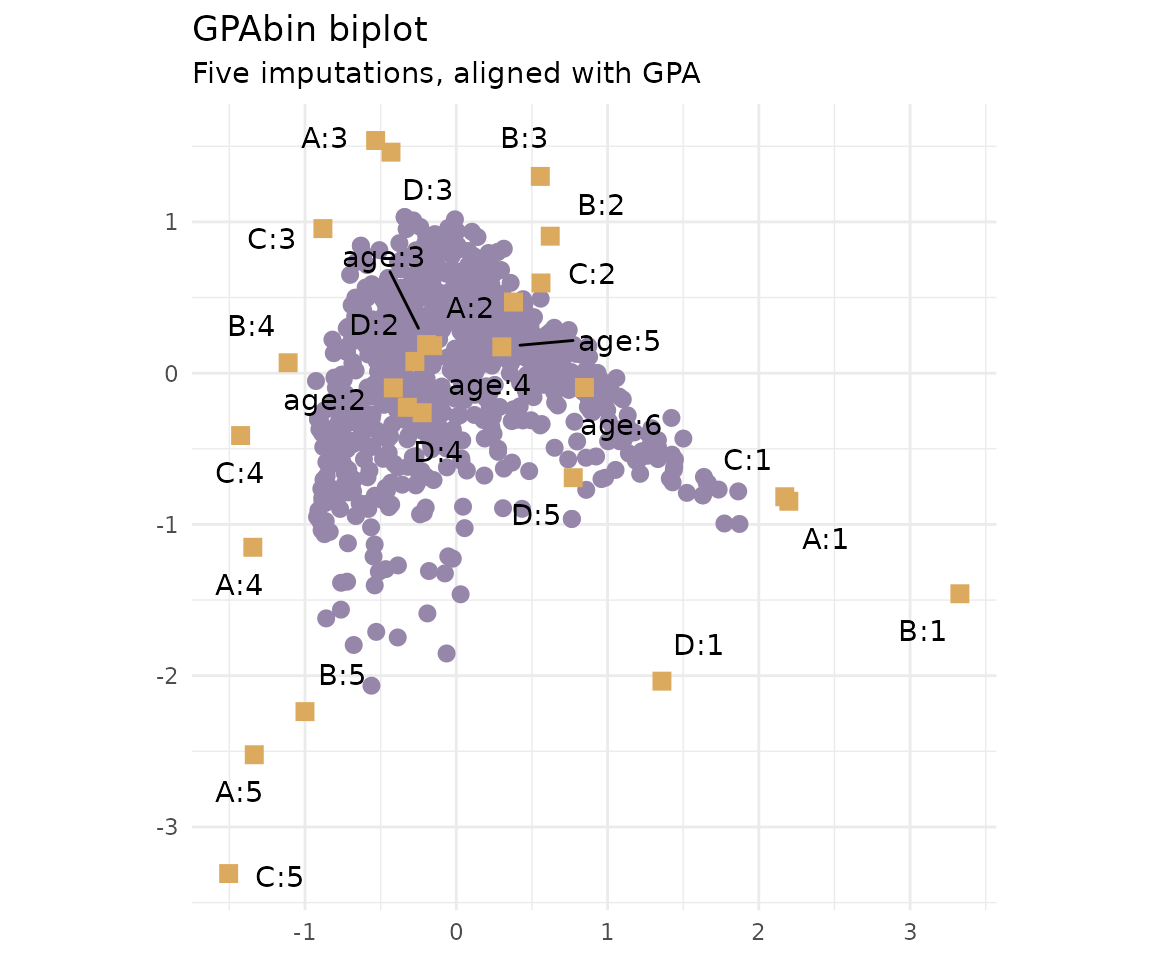 GPAbin biplot
Five imputations, aligned with GPA
A:3
B:3
D:3
B:2
C:3
age:3
C:2
A:2
B:4
D:2
age:5
age:4
age:2
age:6
D:4
C:1
C:4
D:5
A:1
A:4
B:1
D:1
B:5
A:5
C:5
1
0
-1
-2
-3
-1
0
1
2
3